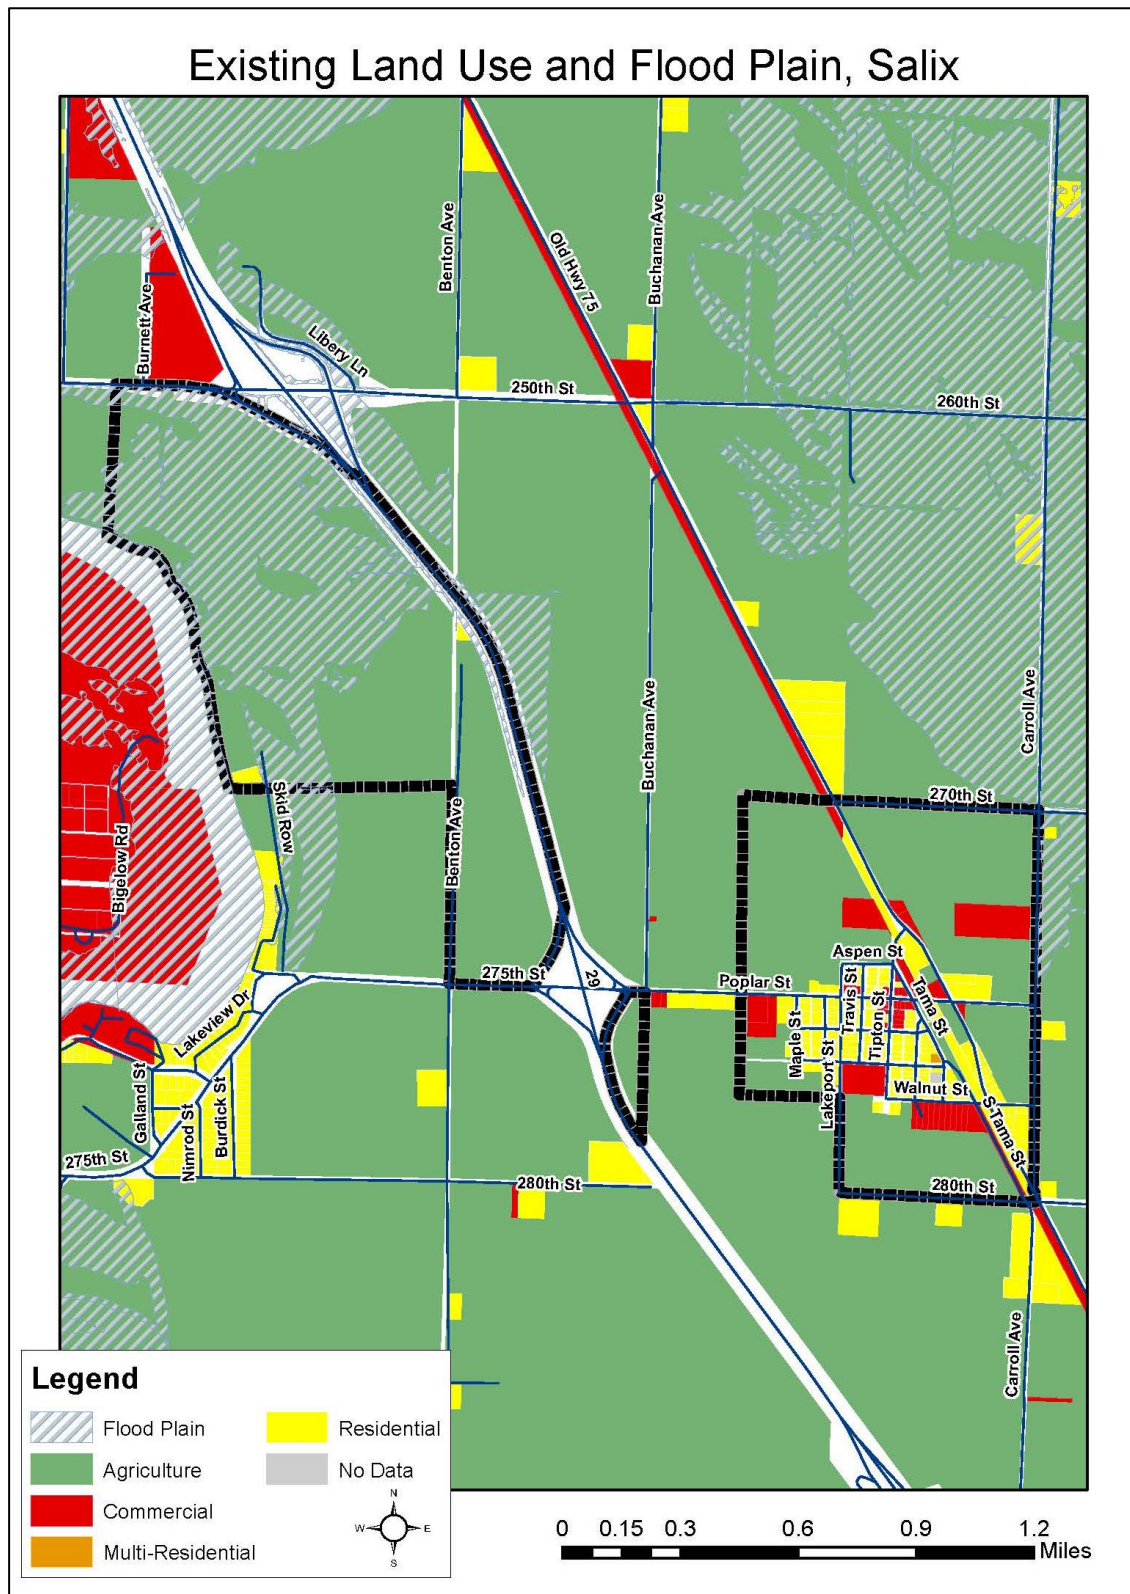 Existing Land Use and Flood Plain, Salix
Benton Ave
Buchanan Ave
Old Hwy 75
Burnett Ave
Libery Ln
250th St
260th St
Carroll Ave
Buchanan Ave
Skid Row
270th St
Bigelow Rd
Benton Ave
Aspen St
275th St
29
Poplar St
Travis St
Tipton St
Tama St
Lakeview Dr
Maple St
Lakeport St
Walnut St
Galland St
Nimrod St
Burdick St
S Tama St
275th St
280th St
280th St
Carroll Ave
Legend
Flood Plain
Residential
Agriculture
No Data
Commercial
Multi-Residential
N
W E
S
0 0.15 0.3 0.6 0.9 1.2
Miles